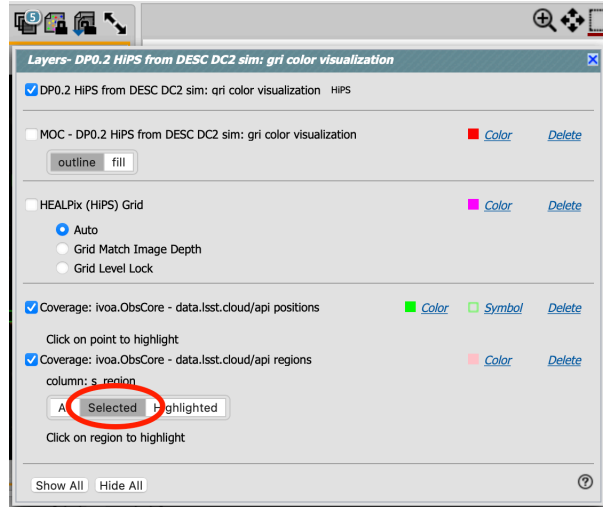 5
Layers- DP0.2 HiPS from DESC DC2 sim: gri color visualization
DP0.2 HiPS from DESC DC2 sim: gri color visualization HiPS
MOC - DP0.2 HiPS from DESC DC2 sim: gri color visualization Color Delete
outline fill
HEALPix (HiPS) Grid Color Delete
Auto
Grid Match Image Depth
Grid Level Lock
Coverage: ivoa.ObsCore - data.lsst.cloud/api positions Color Symbol Delete
Click on point to highlight
Coverage: ivoa.ObsCore - data.lsst.cloud/api regions Color Delete
column: s_region
Selected Highlighted
Click on region to highlight
Show All Hide All ?